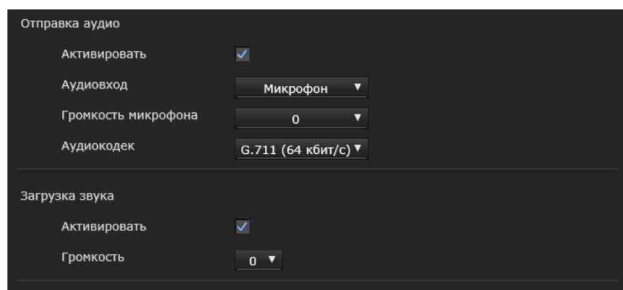 Отправка аудио
Активировать
Аудиовход Микрофон
Громкость микрофона 0
Аудиокодек G.711 (64 кбит/с)
Загрузка звука
Активировать
Громкость 0